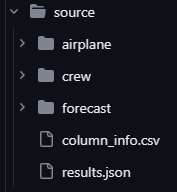 source
airplane
crew
forecast
column_info.csv
results.json